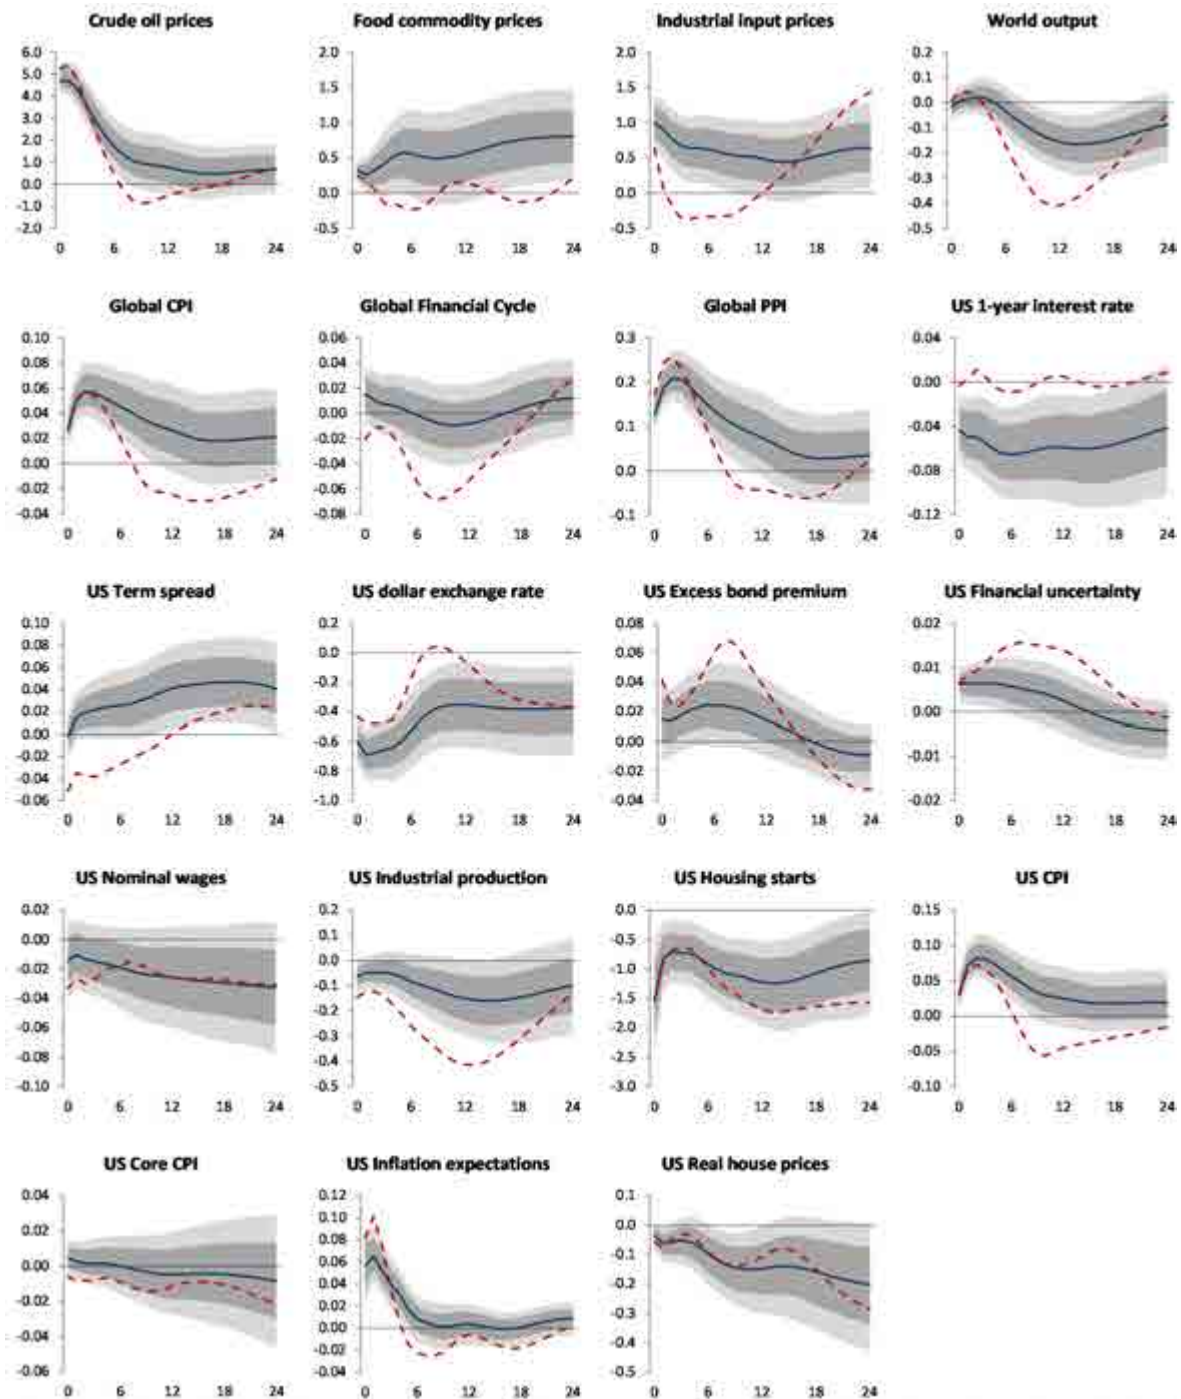 Crude oil prices Food commodity prices Industrial input prices World output
6.0 2.0 2.0 0.2
5.0 1.5 1.5 0.1
4.0 1.0 1.0 0.0
3.0 0.5 0.5 -0.1
2.0 0.0 0.0 -0.2
1.0 -0.5 -0.5 -0.3
0.0 -0.4
-1.0 -0.5
-2.0
0 6 12 18 24 0 6 12 18 24 0 6 12 18 24 0 6 12 18 24
Global CPI Global Financial Cycle Global PPI US 1-year interest rate
0.10 0.06 0.3 0.04
0.08 0.04 0.2 0.00
0.06 0.02 0.1 -0.04
0.04 0.00 0.0 -0.08
0.02 -0.02 -0.1 -0.12
0.00 -0.04
-0.02 -0.06
-0.04 -0.08
0 6 12 18 24 0 6 12 18 24 0 6 12 18 24 0 6 12 18 24
US Term spread US dollar exchange rate US Excess bond premium US Financial uncertainty
0.10 0.2 0.08 0.02
0.08 0.0 0.06 0.01
0.06 -0.2 0.04 0.00
0.04 -0.4 0.02 -0.01
0.02 -0.6 0.00 -0.02
0.00 -0.8 -0.02
-0.02 -1.0 -0.04
-0.04
-0.06
0 6 12 18 24 0 6 12 18 24 0 6 12 18 24 0 6 12 18 24
US Nominal wages US Industrial production US Housing starts US CPI
0.02 0.2 0.0 0.15
0.00 0.1 -0.5 0.10
-0.02 0.0 -1.0 0.05
-0.04 -0.1 -1.5 0.00
-0.06 -0.2 -2.0 -0.05
-0.08 -0.3 -2.5 -0.10
-0.10 -0.4 -3.0
-0.5
0 6 12 18 24 0 6 12 18 24 0 6 12 18 24 0 6 12 18 24
US Core CPI US Inflation expectations US Real house prices
0.04 0.12 0.1
0.02 0.10 0.0
0.00 0.08 -0.1
-0.02 0.06 -0.2
-0.04 0.04 -0.3
-0.06 0.02 -0.4
0.00 -0.5
-0.02
-0.04
0 6 12 18 24 0 6 12 18 24 0 6 12 18 24